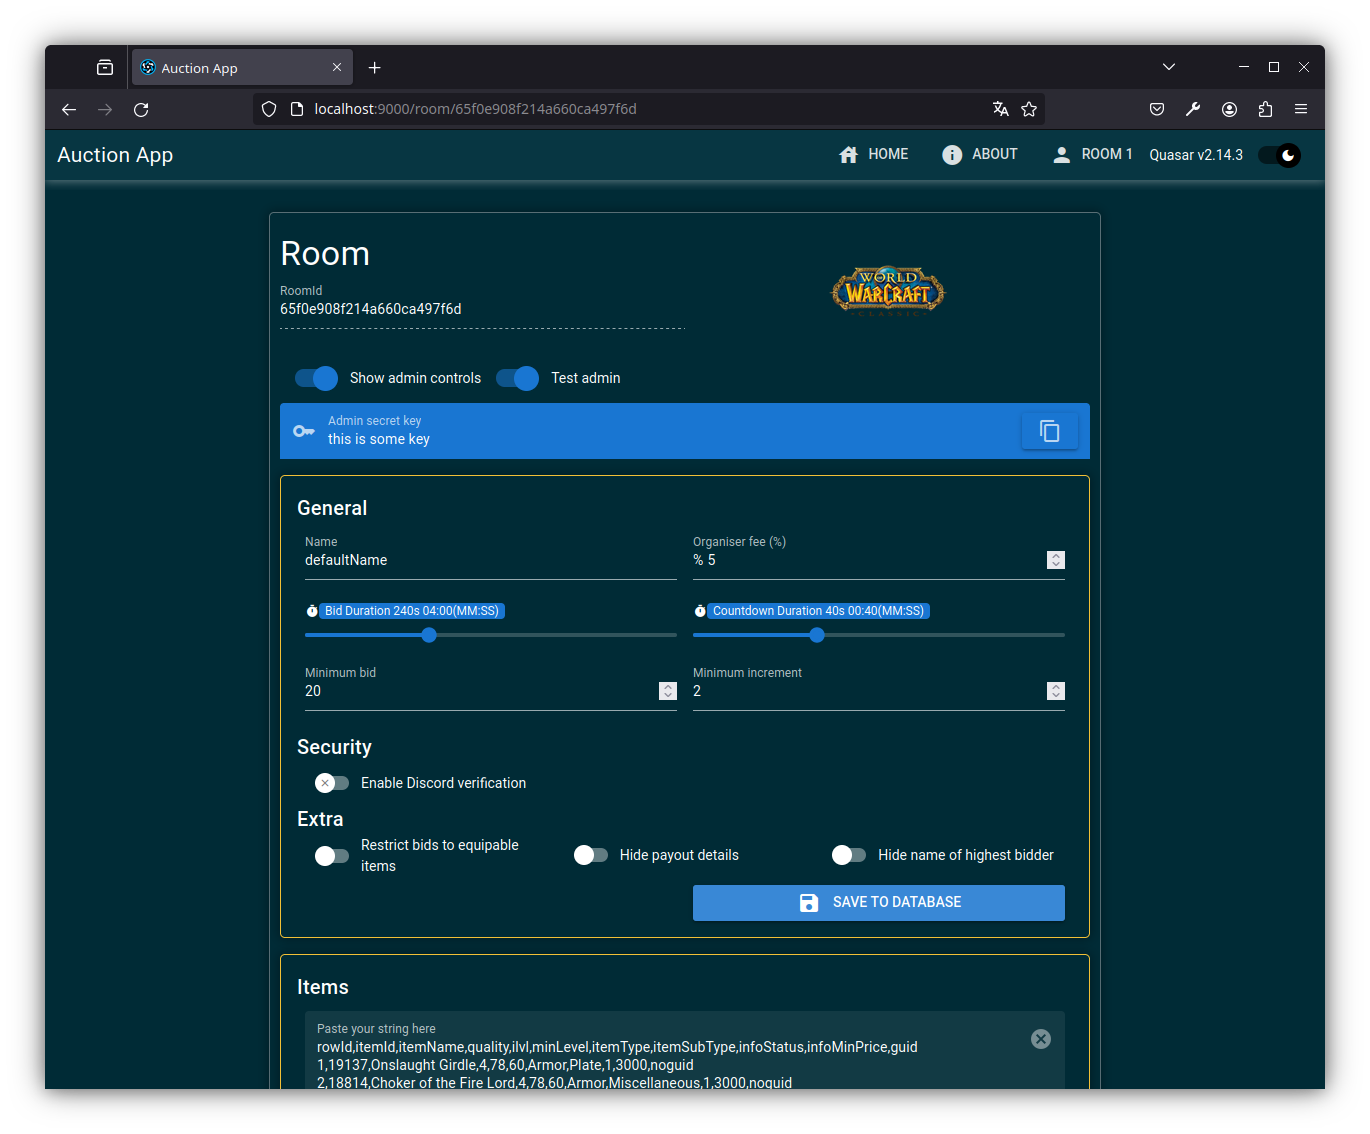 Auction App
localhost:9000/room/65f0e908f214a660ca497f6d
Auction App
HOME
ABOUT
ROOM 1
Quasar v2.14.3
Room
WORLD
WARCRAFT
CLASSIC
RoomId
65f0e908f214a660ca497f6d
Show admin controls
Test admin
Admin secret key
this is some key
General
Name
defaultName
Organiser fee (%)
% 5
Bid Duration 240s 04:00(MM:SS)
Countdown Duration 40s 00:40(MM:SS)
Minimum bid
20
Minimum increment
2
Security
Enable Discord verification
Extra
Restrict bids to equipable
items
Hide payout details
Hide name of highest bidder
SAVE TO DATABASE
Items
Paste your string here
rowId,itemId,itemName,quality,ilvl,minLevel,itemType,itemSubType,infoStatus,infoMinPrice,guid
1,19137,Onslaught Girdle,4,78,60,Armor,Plate,1,3000,noguid
2,18814,Choker of the Fire Lord,4,78,60,Armor,Miscellaneous,1,3000,noguid